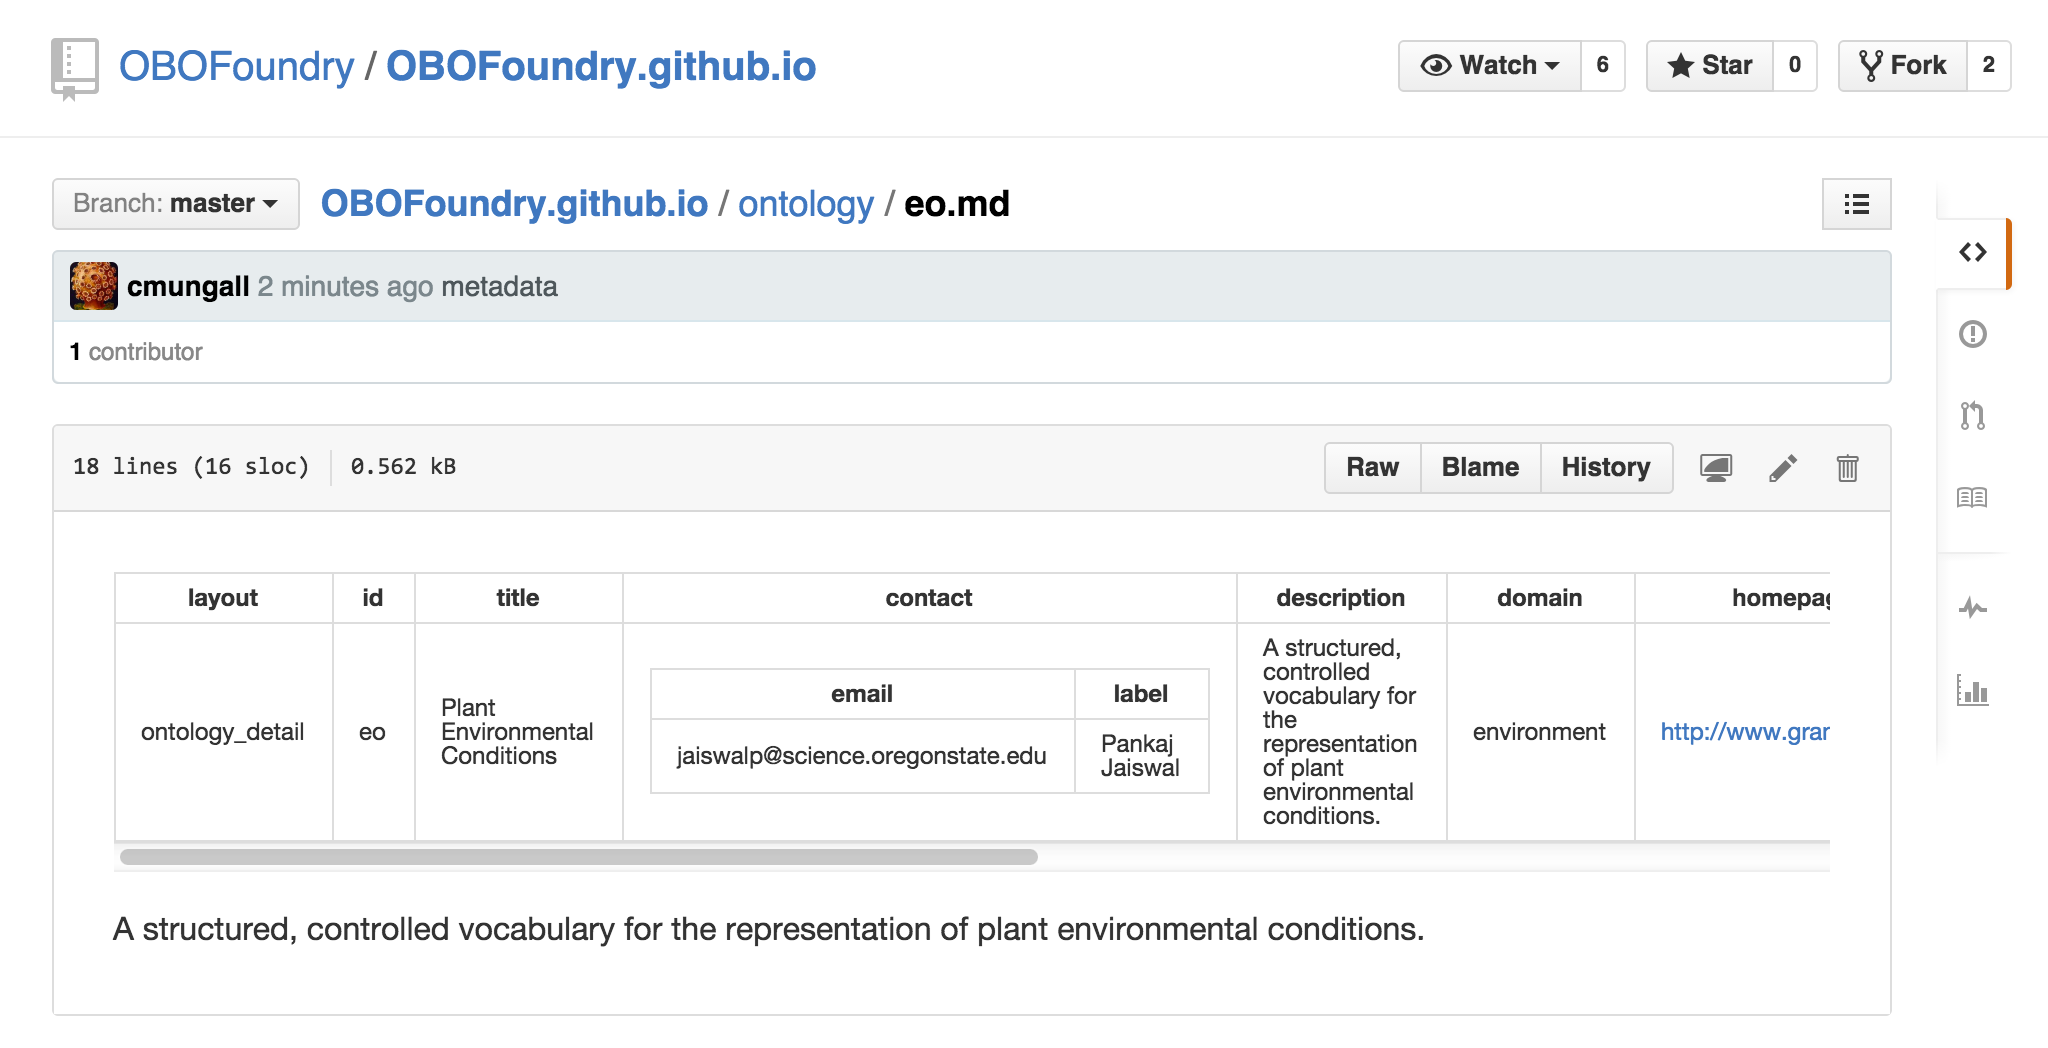 OBOFoundry / OBOFoundry.github.io
Watch 6
Star 0
Fork 2
Branch: master
OBOFoundry.github.io / ontology / eo.md
cmungall 2 minutes ago metadata
1 contributor
18 lines (16 sloc) 0.562 kB
Raw Blame History
layout id title contact description domain homepag
ontology_detail
eo
Plant
Environmental
Conditions
email label
jaiswalp@science.oregonstate.edu
Pankaj
Jaiswal
A structured,
controlled
vocabulary for
the
representation
of plant
environmental
conditions.
environment
http://www.grar
A structured, controlled vocabulary for the representation of plant environmental conditions.